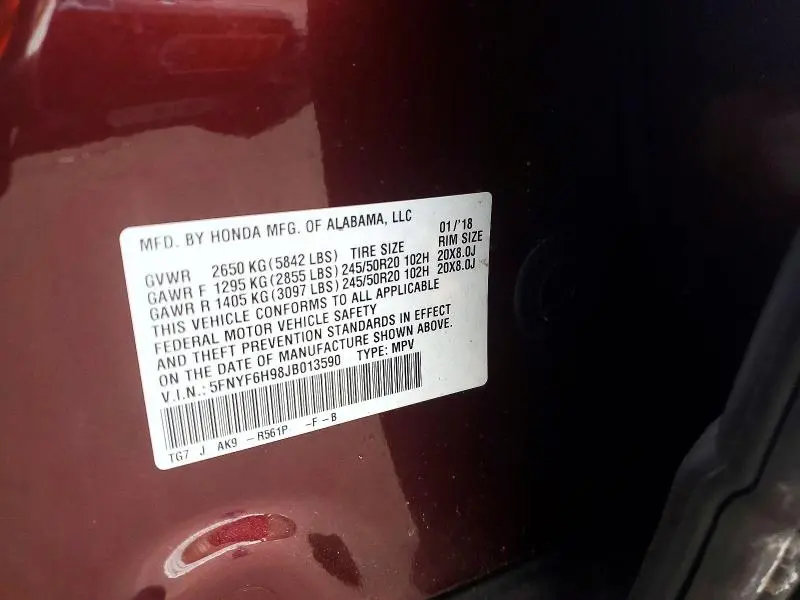 MFD. BY HONDA MFG. OF ALABAMA, LLC 01/'18
GVWR 2650 KG(5842 LBS) TIRE SIZE RIM SIZE
GAWR F 1295 KG(2855 LBS)245/50R20 102H 20X8.0J
GAWR R 1405 KG(3097 LBS)245/50R20 102H 20X8.0J
THIS VEHICLE CONFORMS TO ALL APPLICABLE
FEDERAL MOTOR VEHICLE SAFETY
AND THEFT PREVENTION STANDARDS IN EFFECT
ON THE DATE OF MANUFACTURE SHOWN ABOVE.
V.I.N.: 5FNYF6H98JB013590 TYPE: MPV
TG7 J AK9 -R561P -F -B